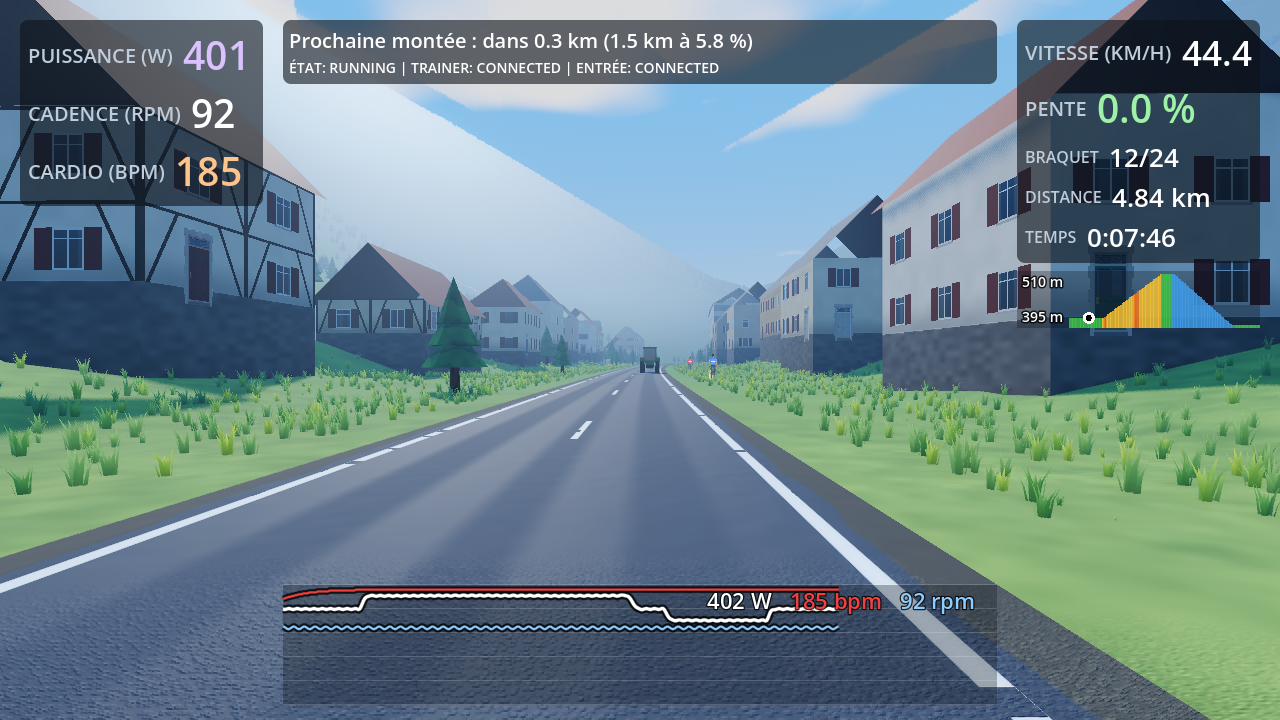 PUISSANCE (W) 401
CADENCE (RPM) 92
CARDIO (BPM) 185
Prochaine montée : dans 0.3 km (1.5 km à 5.8 %)
ÉTAT: RUNNING | TRAINER: CONNECTED | ENTRÉE: CONNECTED
VITESSE (KM/H) 44.4
PENTE 0.0 %
BRAQUET 12/24
DISTANCE 4.84 km
TEMPS 0:07:46
510 m
395 m
402 W 185 bpm 92 rpm